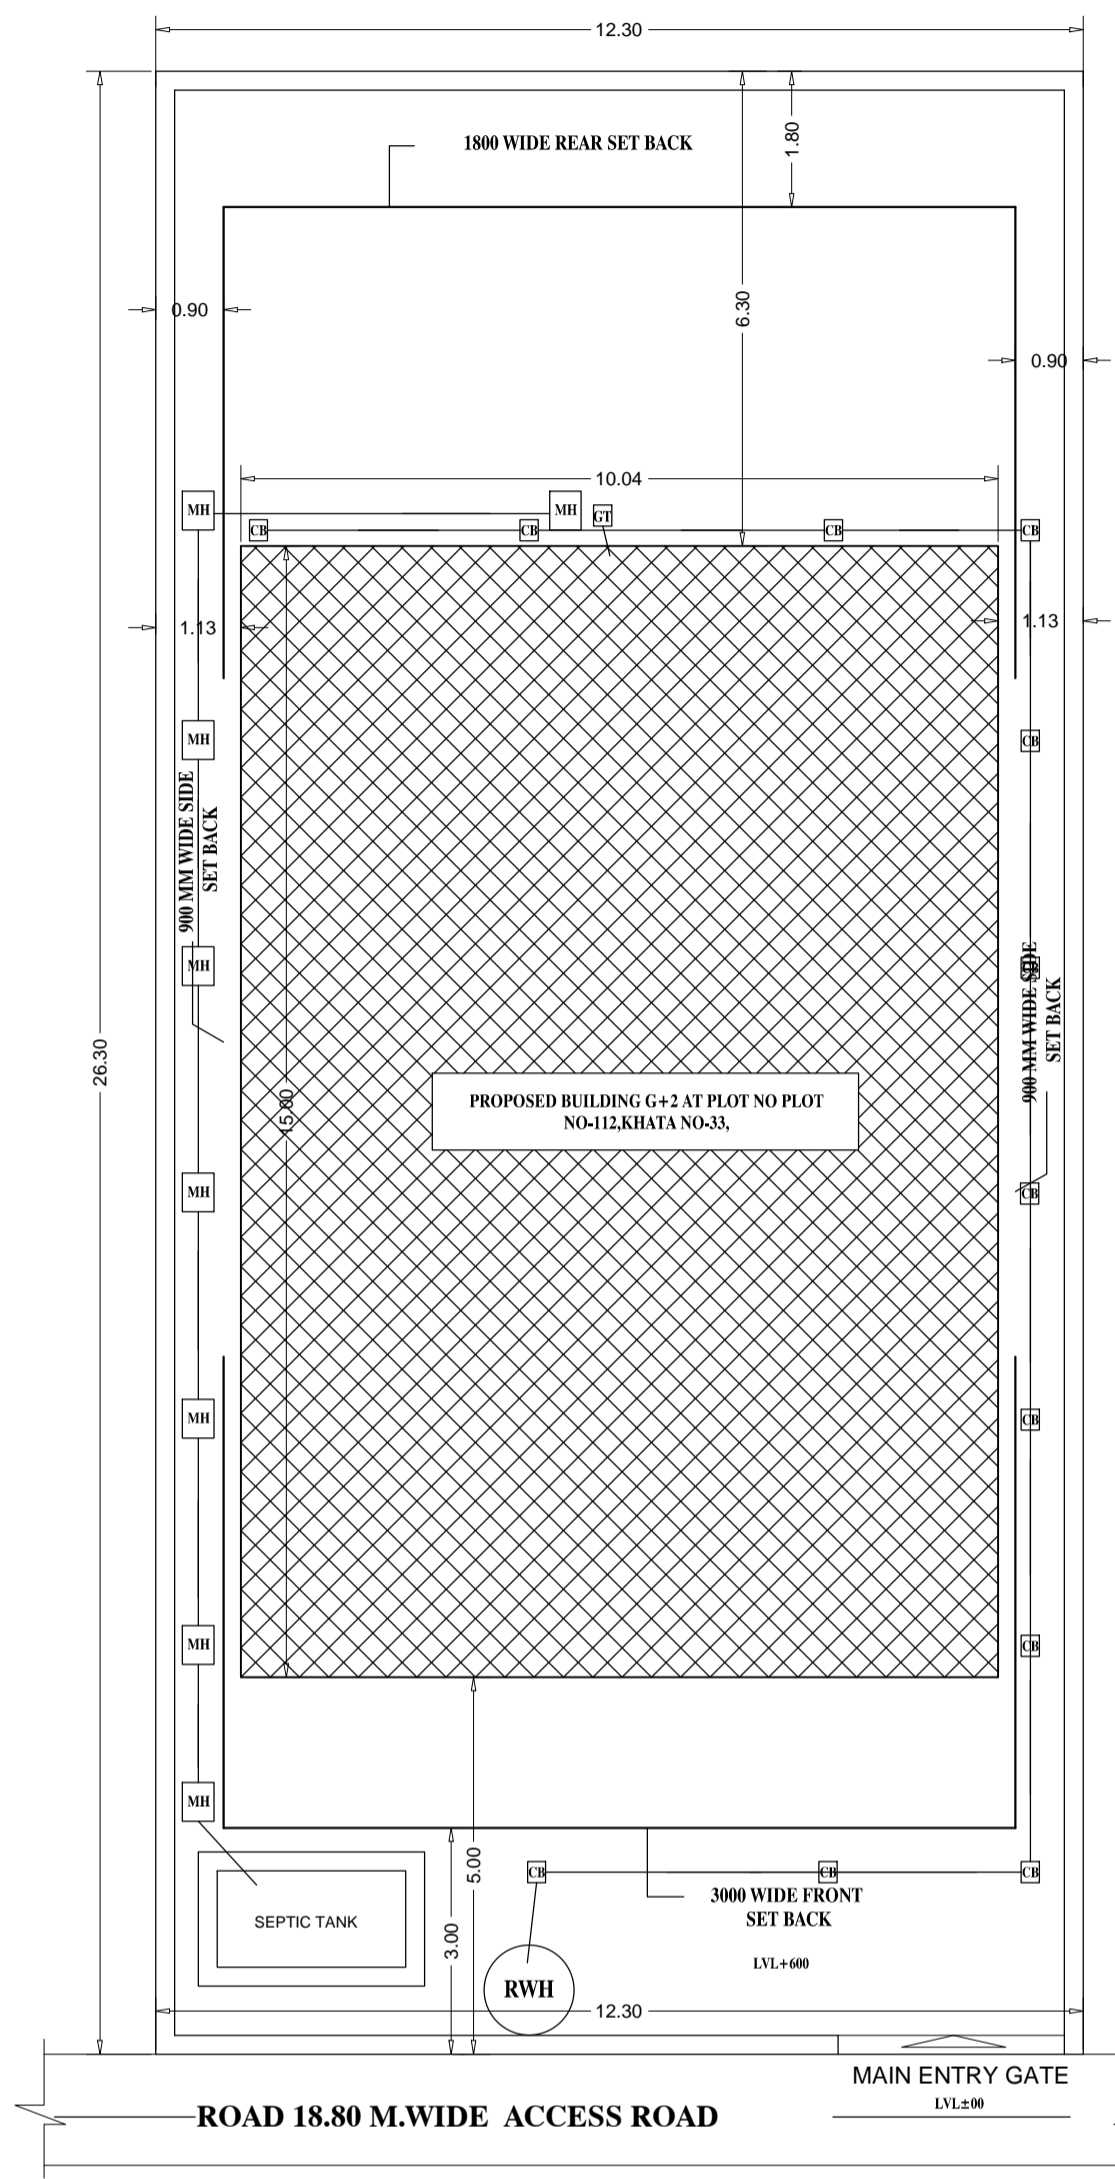 12.30
1800 WIDE REAR SET BACK
1.80
6.30
0.90
0.90
10.04
MH
MH
GT
CB
CB
CB
CB
1.13
1.13
MH
CB
900 MM WIDE SIDE
SET BACK
MH
900 MM WIDE SIDE
SET BACK
26.30
15.00
PROPOSED BUILDING G+2 AT PLOT NO PLOT
NO-112,KHATA NO-33,
MH
CB
MH
CB
MH
CB
MH
5.00
CB
CB
CB
3000 WIDE FRONT
SET BACK
SEPTIC TANK
3.00
LVL+600
RWH
12.30
MAIN ENTRY GATE
LVL±00
ROAD 18.80 M.WIDE ACCESS ROAD